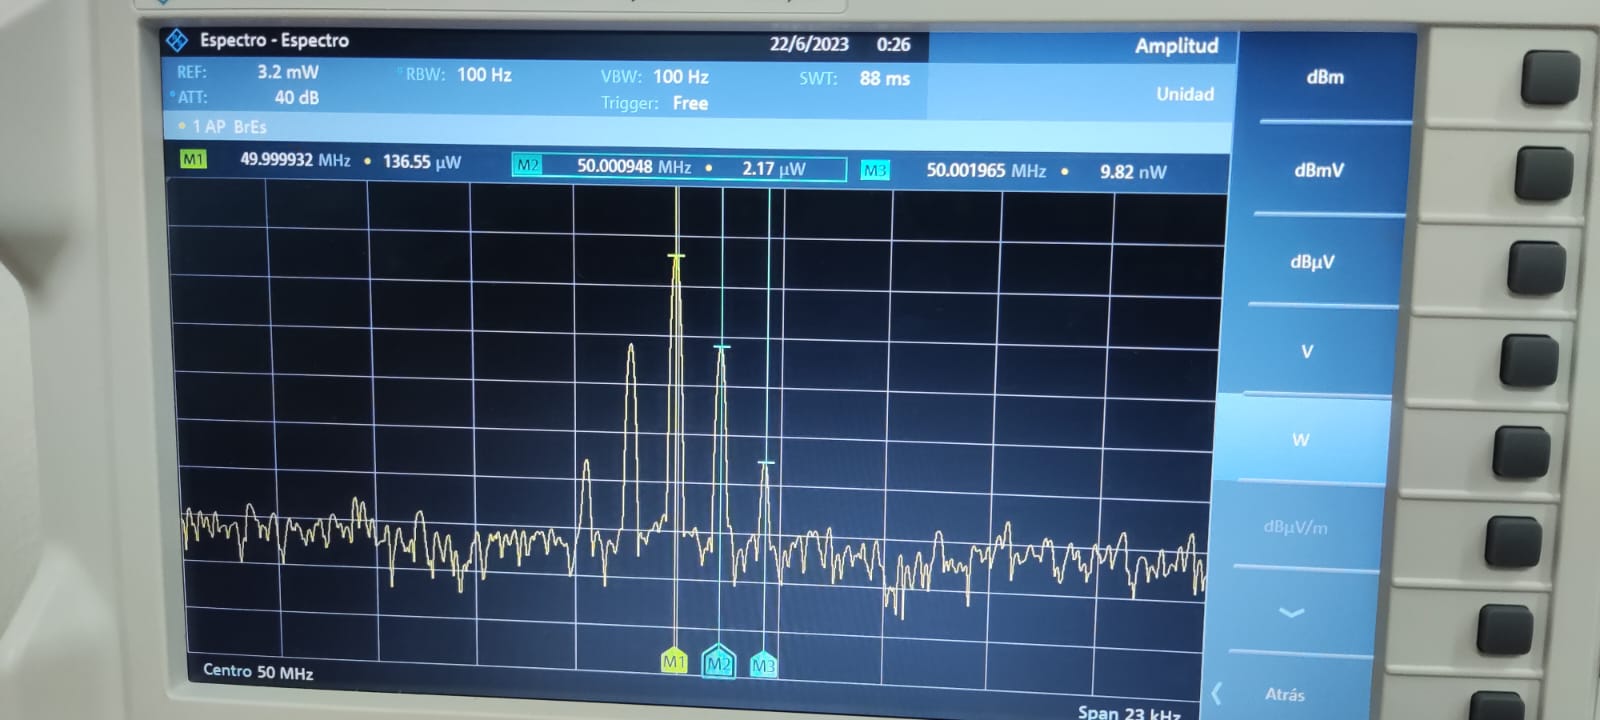 Espectro - Espectro 22/6/2023 0:26 Amplitud
REF: 3.2 mW RBW: 100 Hz VBW: 100 Hz SWT: 88 ms
ATT: 40 dB Trigger: Free Unidad
1 AP BrEs
M1 49.999932 MHz • 136.55 µW M2 50.000948 MHz • 2.17 µW M3 50.001965 MHz • 9.82 nW
M1 M2 M3
Centro 50 MHz Span 23 kHz
dBm
dBmV
dBµV
V
W
dBµV/m
Atrás